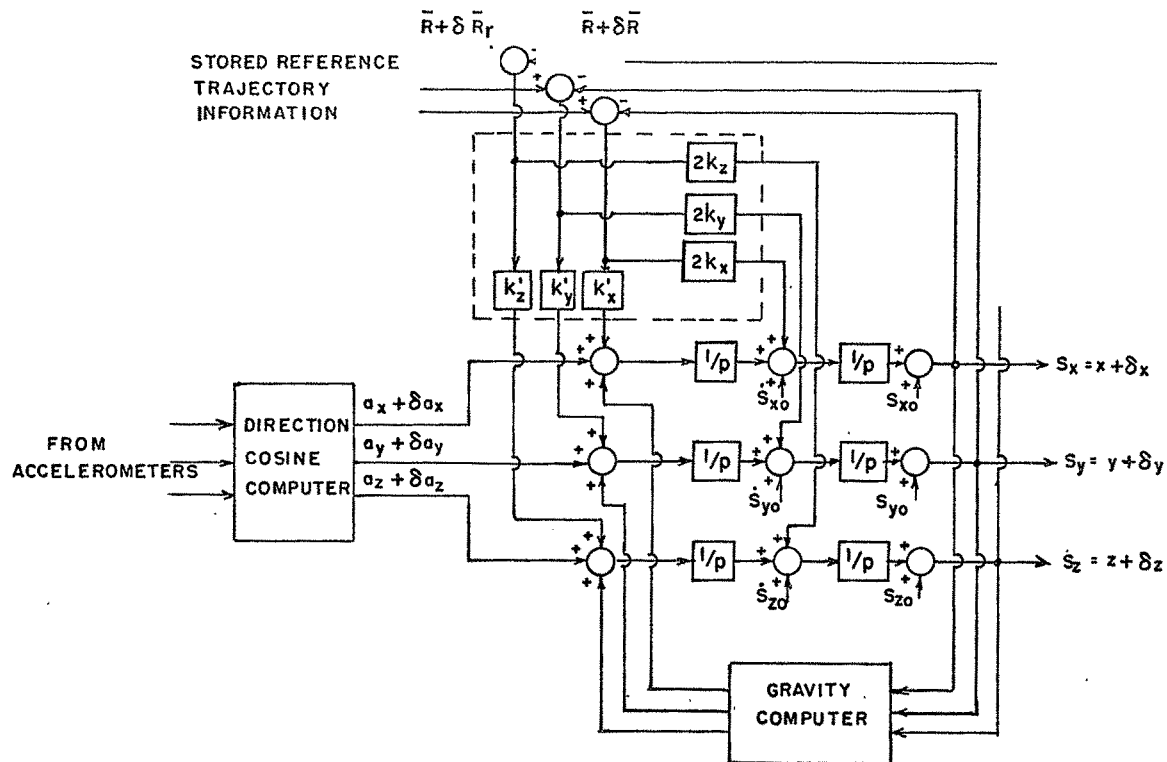 R̄ + δ R̄r
R̄ + δR̄
STORED REFERENCE
TRAJECTORY
INFORMATION
+ -
+ -
-
2kz
2ky
2kx
k'z k'y k'x
+ + +
1/p + + + 1/p + +
Ṡxo Sxo
Sx = x + δx
FROM
ACCELEROMETERS
DIRECTION
COSINE
COMPUTER
ax + δax
ay + δay
az + δaz
+ + +
1/p + + + 1/p + +
Ṡyo Syo
Sy = y + δy
+ + +
1/p + + + 1/p + +
Ṡzo Szo
Ṡz = z + δz
GRAVITY
COMPUTER